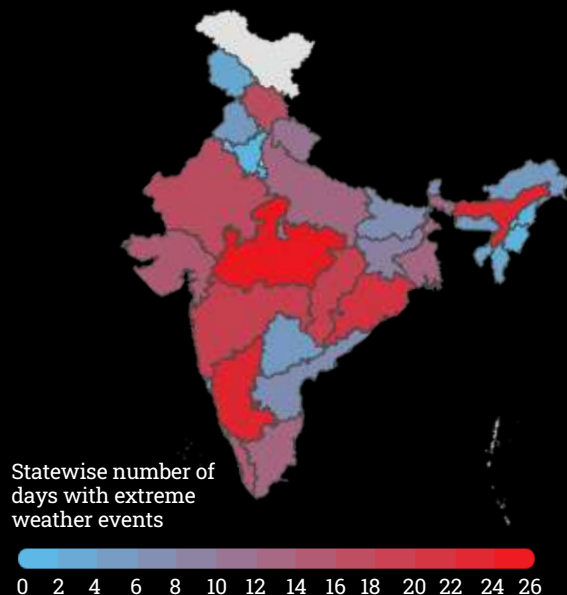 Statewise number of
days with extreme
weather events
0 2 4 6 8 10 12 14 16 18 20 22 24 26